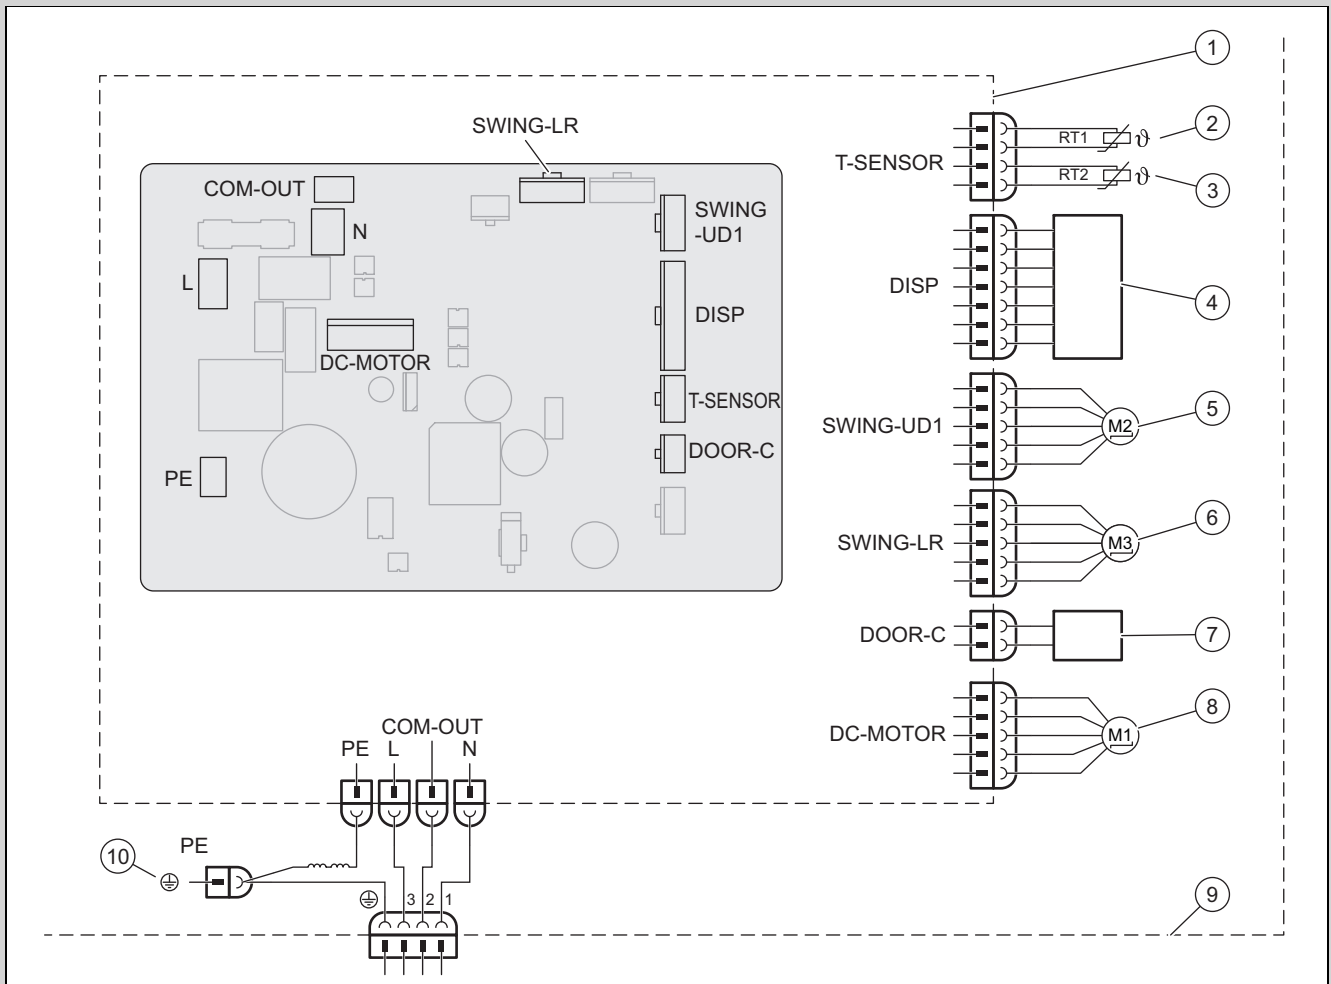 1
SWING-LR
2
RT1 ϑ
T-SENSOR
RT2 ϑ
3
COM-OUT
N
SWING
-UD1
L
DISP
4
DISP
DC-MOTOR
T-SENSOR
5
SWING-UD1
M2
DOOR-C
PE
6
SWING-LR
M3
DOOR-C
7
8
DC-MOTOR
M1
COM-OUT
PE L N
PE
10
3 2 1
9